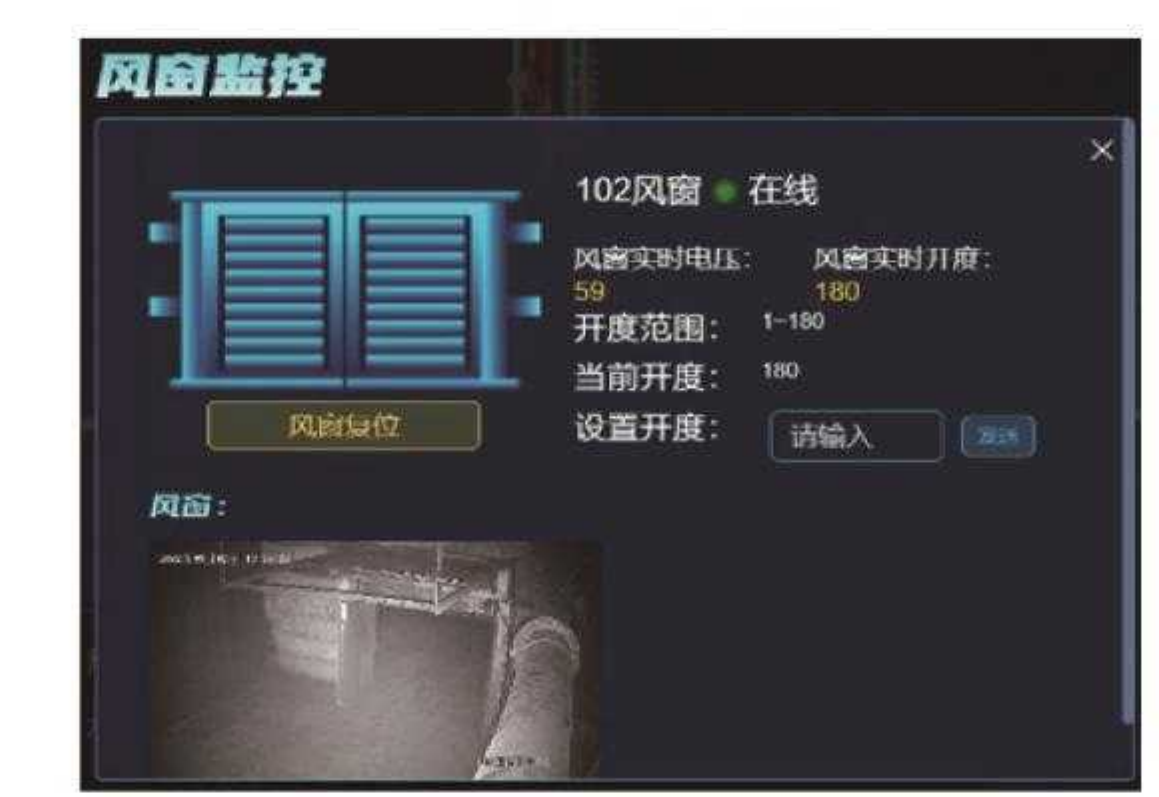 风窗监控
102风窗 在线
风窗实时电压: 风窗实时开度:
59 180
开度范围: 1-180
当前开度: 180
设置开度: 请输入 发送
风窗复位
风窗: